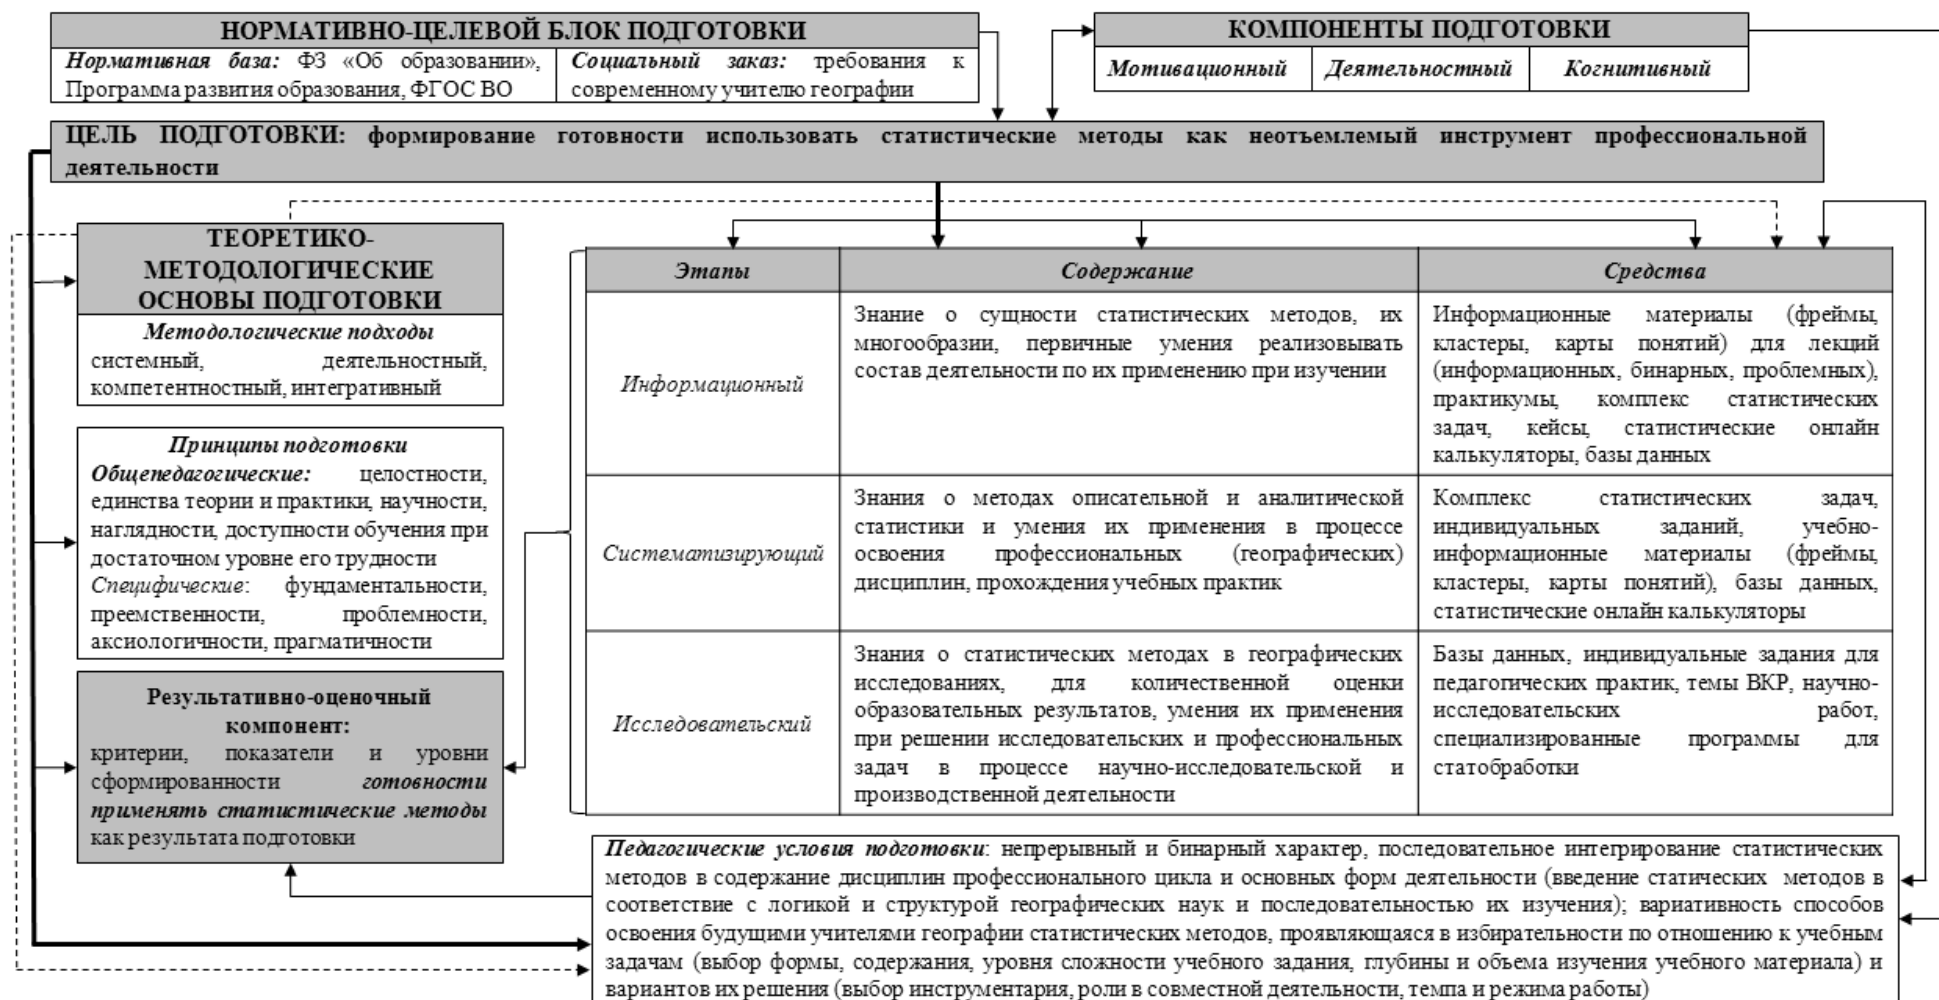 НОРМАТИВНО-ЦЕЛЕВОЙ БЛОК ПОДГОТОВКИ
Нормативная база: ФЗ «Об образовании»,
Программа развития образования, ФГОС ВО
Социальный заказ: требования к
современному учителю географии
КОМПОНЕНТЫ ПОДГОТОВКИ
Мотивационный
Деятельностный
Когнитивный
ЦЕЛЬ ПОДГОТОВКИ: формирование готовности использовать статистические методы как неотъемлемый инструмент профессиональной
деятельности
ТЕОРЕТИКО-
МЕТОДОЛОГИЧЕСКИЕ
ОСНОВЫ ПОДГОТОВКИ
Методологические подходы
системный, деятельностный,
компетентностный, интегративный
Принципы подготовки
Общепедагогические: целостности,
единства теории и практики, научности,
наглядности, доступности обучения при
достаточном уровне его трудности
Специфические: фундаментальности,
преемственности, проблемности,
аксиологичности, прагматичности
Результативно-оценочный
компонент:
критерии, показатели и уровни
сформированности готовности
применять статистические методы
как результата подготовки
Этапы
Содержание
Средства
Информационный
Знание о сущности статистических методов, их
многообразии, первичные умения реализовывать
состав деятельности по их применению при изучении
Информационные материалы (фреймы,
кластеры, карты понятий) для лекций
(информационных, бинарных, проблемных),
практикумы, комплекс статистических
задач, кейсы, статистические онлайн
калькуляторы, базы данных
Систематизирующий
Знания о методах описательной и аналитической
статистики и умения их применения в процессе
освоения профессиональных (географических)
дисциплин, прохождения учебных практик
Комплекс статистических задач,
индивидуальных заданий, учебно-
информационные материалы (фреймы,
кластеры, карты понятий), базы данных,
статистические онлайн калькуляторы
Исследовательский
Знания о статистических методах в географических
исследованиях, для количественной оценки
образовательных результатов, умения их применения
при решении исследовательских и профессиональных
задач в процессе научно-исследовательской и
производственной деятельности
Базы данных, индивидуальные задания для
педагогических практик, темы ВКР, научно-
исследовательских работ,
специализированные программы для
статобработки
Педагогические условия подготовки: непрерывный и бинарный характер, последовательное интегрирование статистических
методов в содержание дисциплин профессионального цикла и основных форм деятельности (введение статических методов в
соответствие с логикой и структурой географических наук и последовательностью их изучения); вариативность способов
освоения будущими учителями географии статистических методов, проявляющаяся в избирательности по отношению к учебным
задачам (выбор формы, содержания, уровня сложности учебного задания, глубины и объема изучения учебного материала) и
вариантов их решения (выбор инструментария, роли в совместной деятельности, темпа и режима работы)